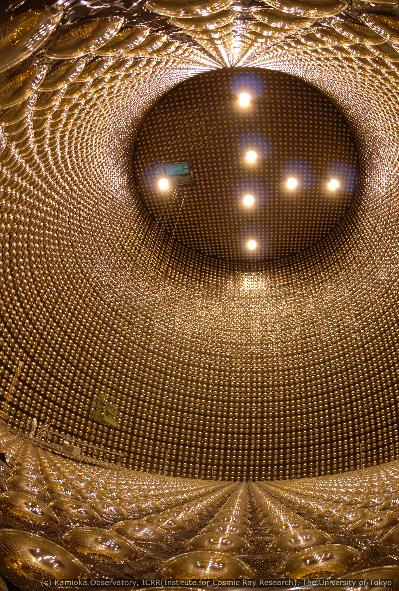 (c) Kamioka Observatory, ICRR(Institute for Cosmic Ray Research), The University of Tokyo